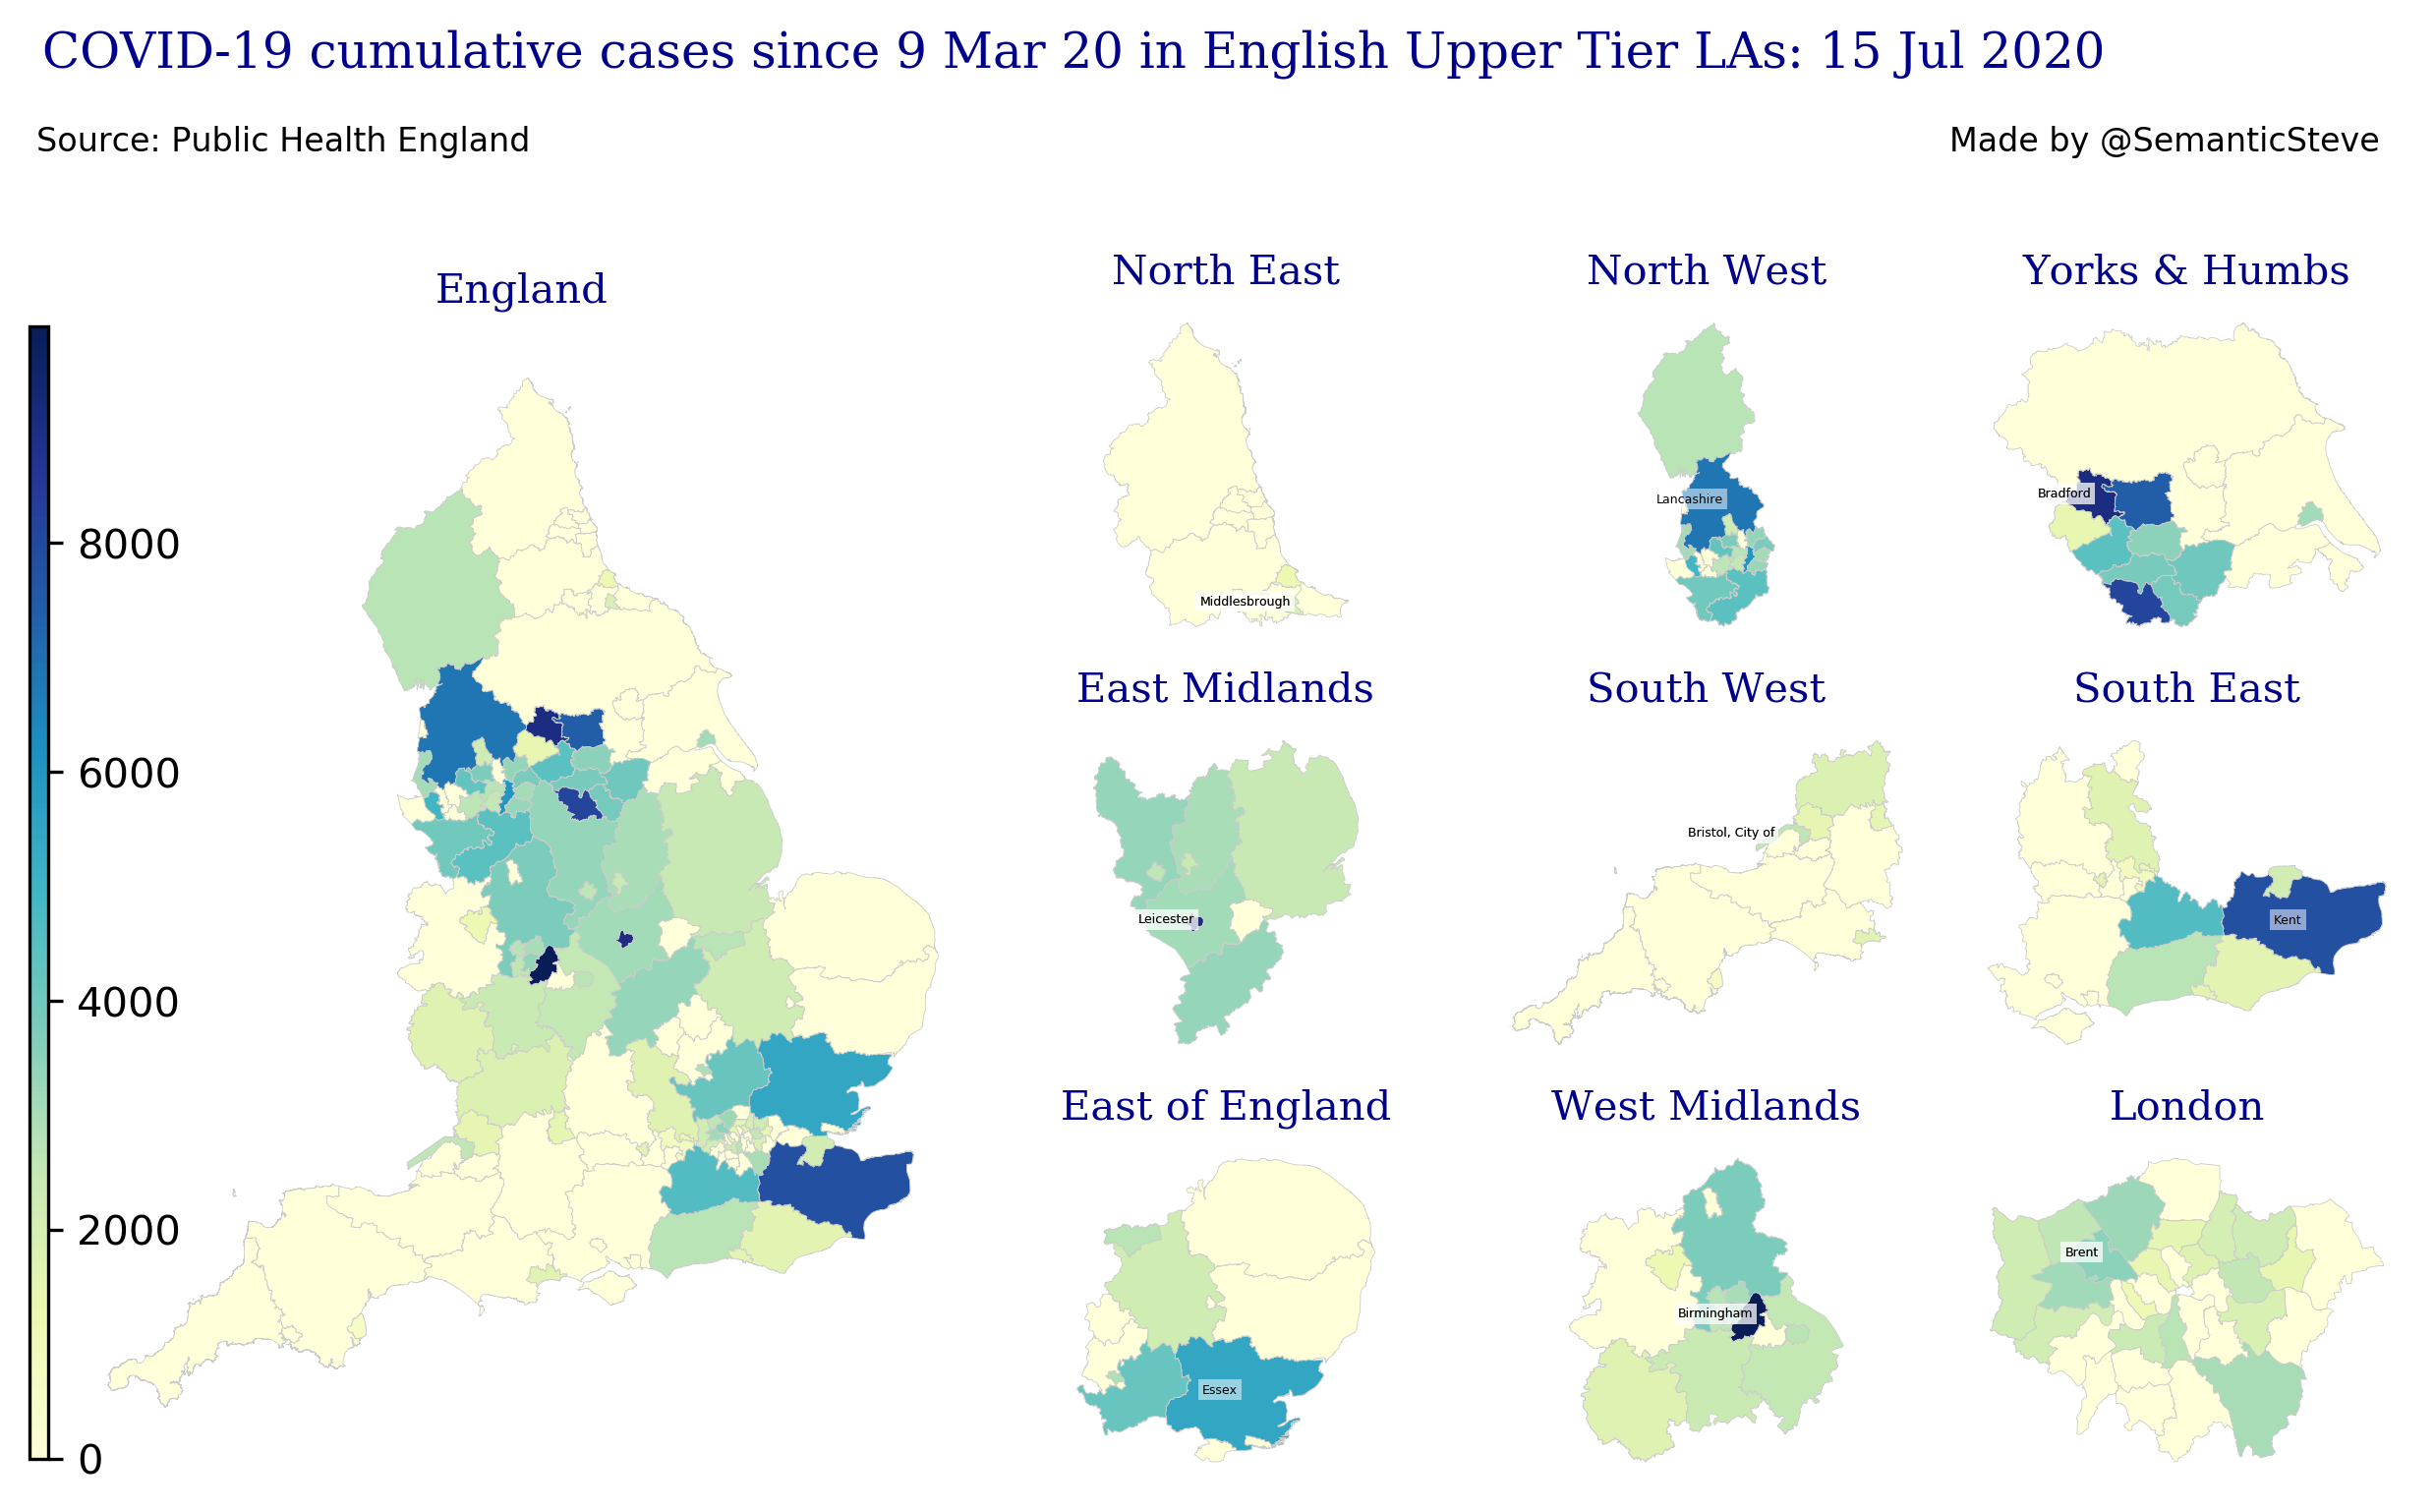 COVID-19 cumulative cases since 9 Mar 20 in English Upper Tier LAs: 15 Jul 2020
Source: Public Health England
Made by @SemanticSteve
England
8000
6000
4000
2000
0
North East
Middlesbrough
North West
Lancashire
Yorks & Humbs
Bradford
East Midlands
Leicester
South West
Bristol, City of
South East
Kent
East of England
Essex
West Midlands
Birmingham
London
Brent